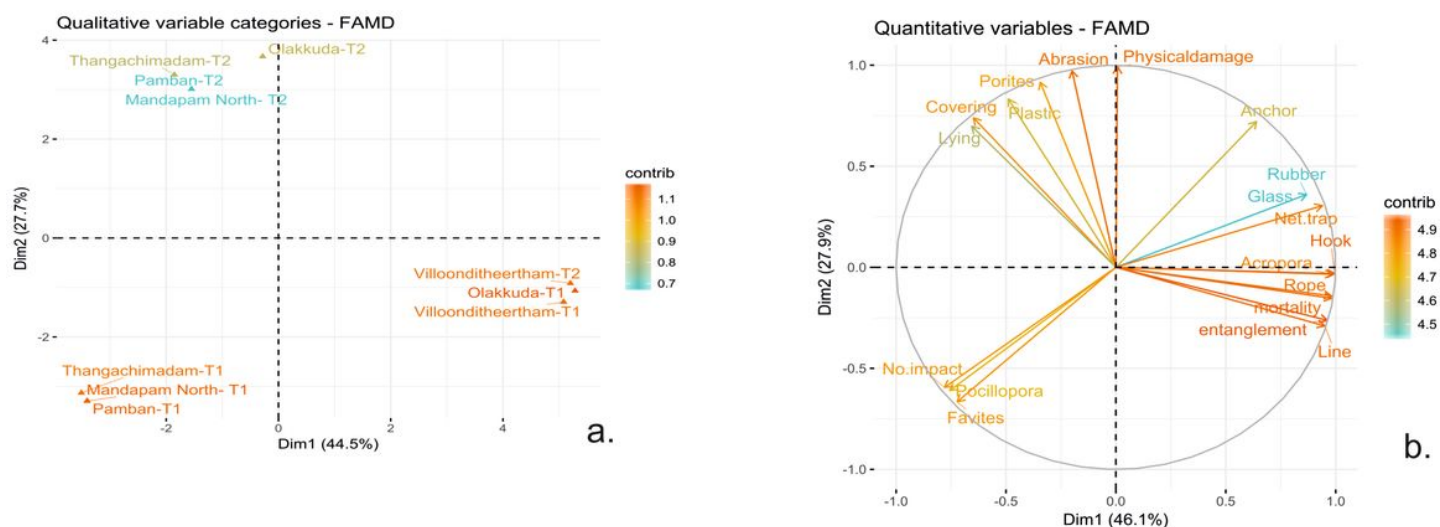 Qualitative variable categories - FAMD
4
2
0
-2
Dim2 (27.7%)
Olakkuda-T2
Thangachimadam-T2
Pamban-T2
Mandapam North- T2
Villoonditheertham-T2
Olakkuda-T1
Villoonditheertham-T1
Thangachimadam-T1
Mandapam North- T1
Pamban-T1
-2
0
2
4
Dim1 (44.5%)
contrib
1.1
1.0
0.9
0.8
0.7
a.
Quantitative variables - FAMD
1.0
0.5
0.0
-0.5
-1.0
Dim2 (27.9%)
Abrasion
Physicaldamage
Porites
Covering
Plastic
Lying
Anchor
Rubber
Glass
Net.trap
Hook
Acropora
Rope
mortality
entanglement
Line
No.impact
Pocillopora
Favites
-1.0
-0.5
0.0
0.5
1.0
Dim1 (46.1%)
contrib
4.9
4.8
4.7
4.6
4.5
b.